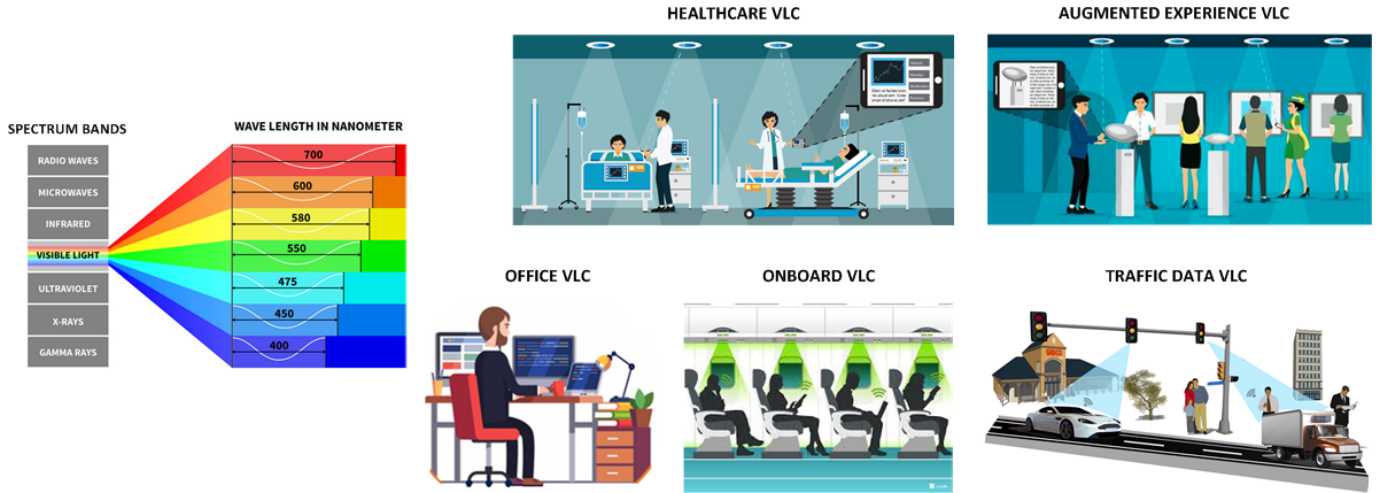 HEALTHCARE VLC
AUGMENTED EXPERIENCE VLC
SPECTRUM BANDS
WAVE LENGTH IN NANOMETER
RADIO WAVES
MICROWAVES
INFRARED
VISIBLE LIGHT
ULTRAVIOLET
X-RAYS
GAMMA RAYS
700
600
580
550
475
450
400
OFFICE VLC
ONBOARD VLC
TRAFFIC DATA VLC